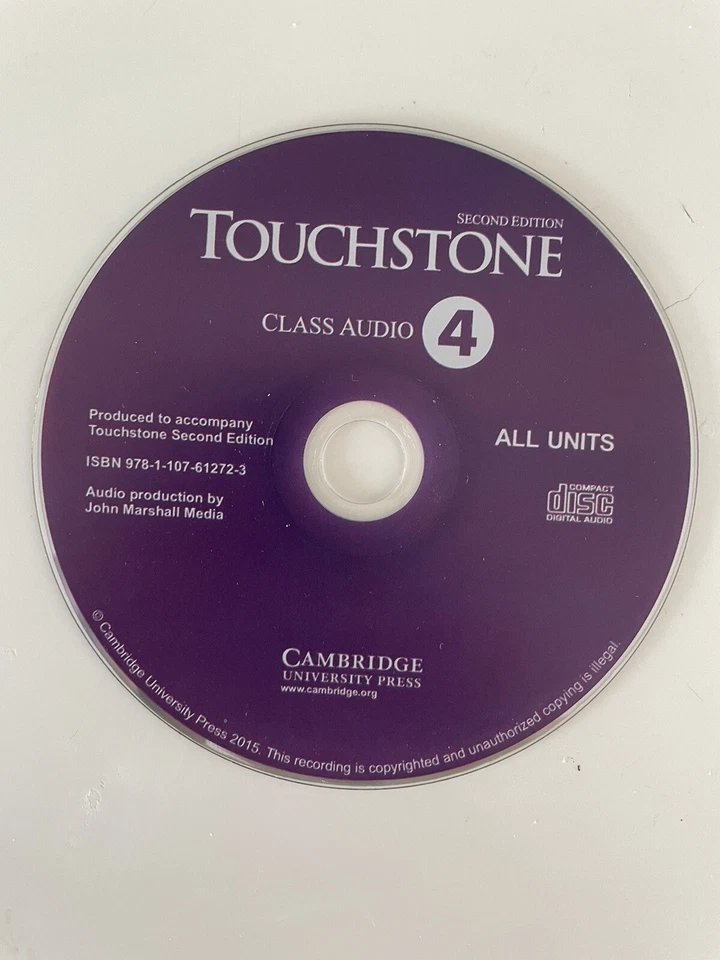 SECOND EDITION
TOUCHSTONE
CLASS AUDIO 4
Produced to accompany
Touchstone Second Edition
ISBN 978-1-107-61272-3
Audio production by
John Marshall Media
ALL UNITS
COMPACT
disc
DIGITAL AUDIO
CAMBRIDGE
UNIVERSITY PRESS
www.cambridge.org
© Cambridge University Press 2015. This recording is copyrighted and unauthorized copying is illegal.